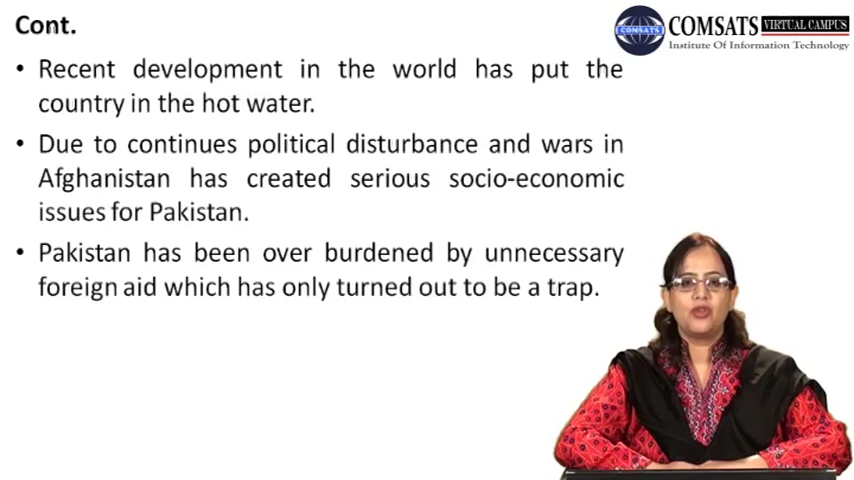 Cont.
COMSATS VIRTUAL CAMPUS
Institute Of Information Technology
COMSATS
• Recent development in the world has put the
country in the hot water.
• Due to continues political disturbance and wars in
Afghanistan has created serious socio-economic
issues for Pakistan.
• Pakistan has been over burdened by unnecessary
foreign aid which has only turned out to be a trap.